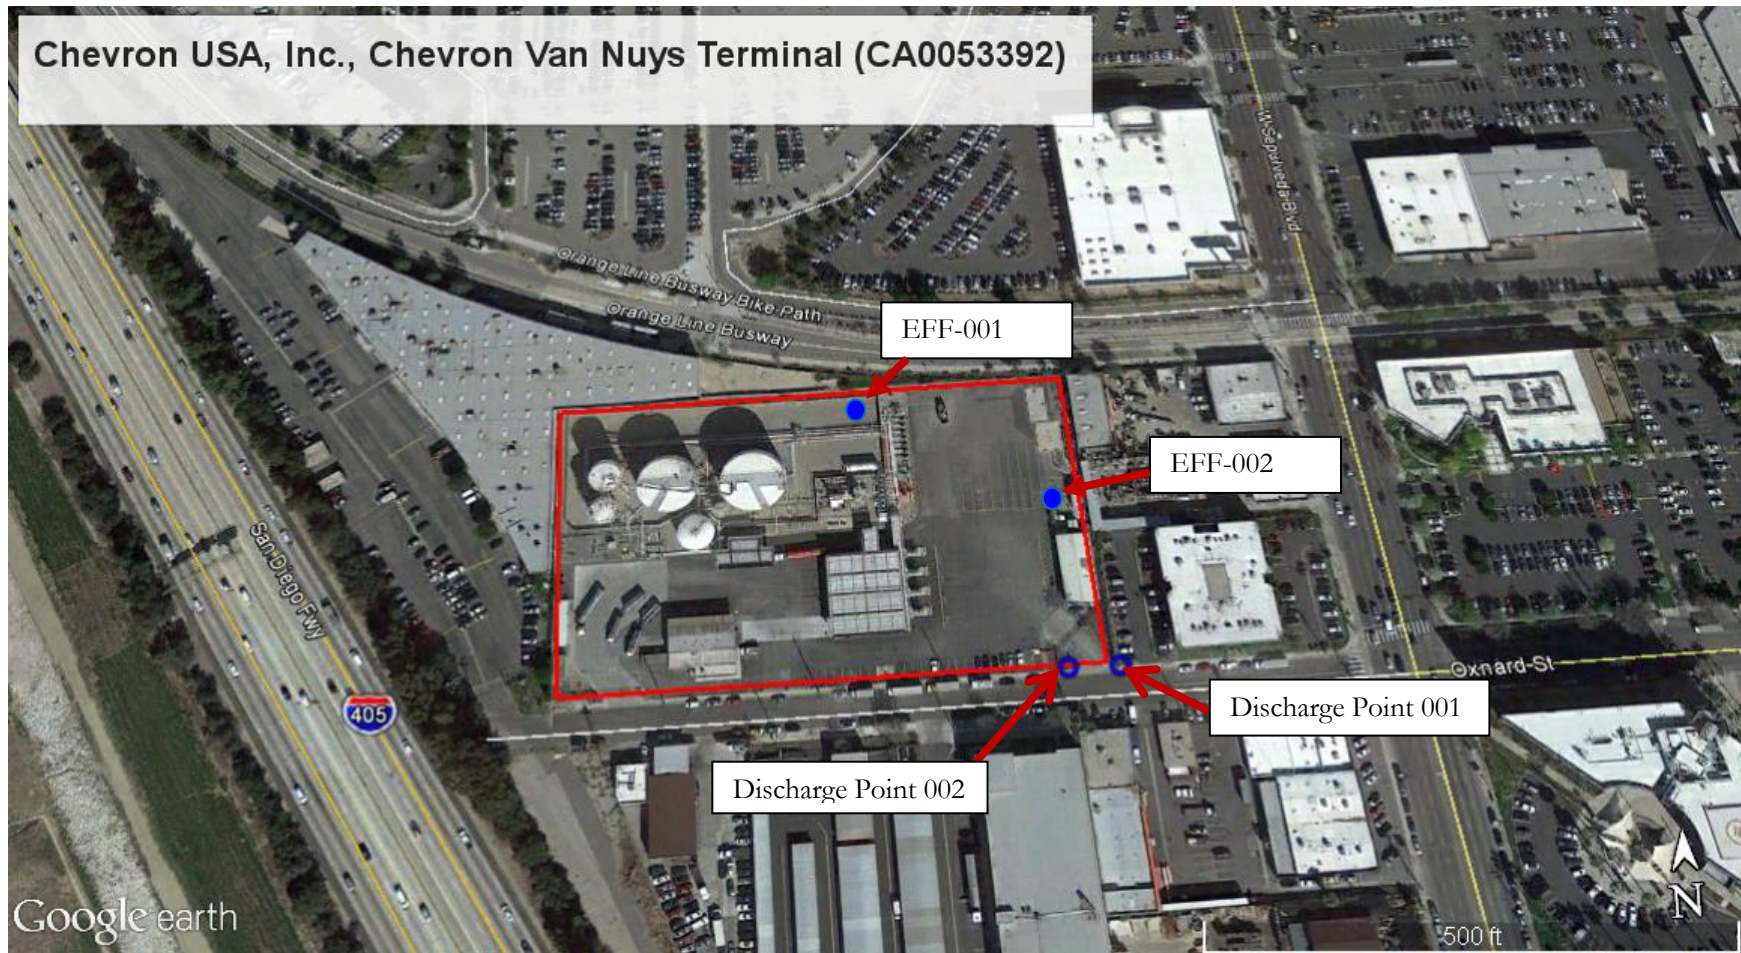 Chevron USA, Inc., Chevron Van Nuys Terminal (CA0053392)
W Sepulveda Blvd
Orange Line Busway Bike Path
Orange Line Busway
EFF-001
EFF-002
San Diego Fwy
405
Oxnard St
Discharge Point 001
Discharge Point 002
N
Google earth
500 ft